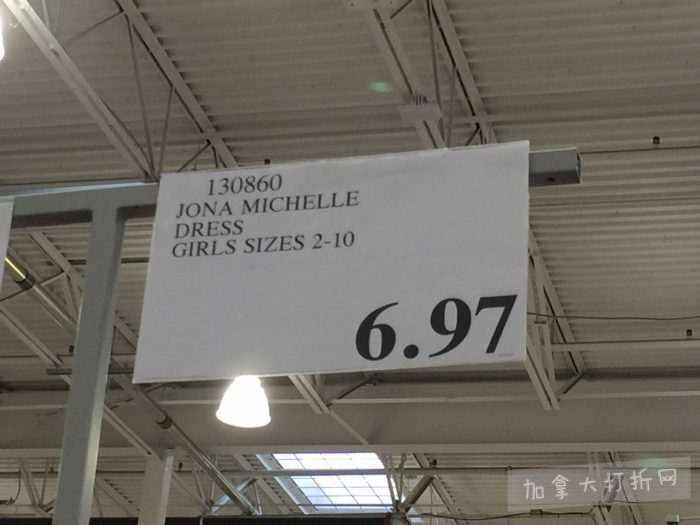 130860
JONA MICHELLE
DRESS
GIRLS SIZES 2-10
6.97
加拿大打折网